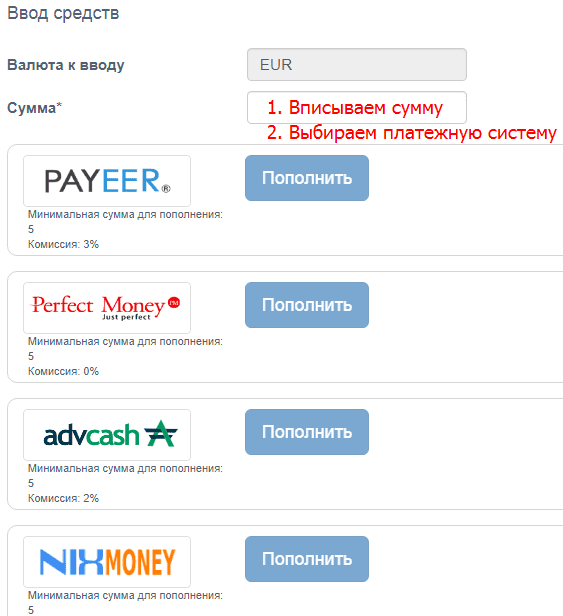 Ввод средств
Валюта к вводу
EUR
Сумма*
1. Вписываем сумму
2. Выбираем платежную систему
PAYEER®
Пополнить
Минимальная сумма для пополнения:
5
Комиссия: 3%
Perfect Money PM
Just perfect
Пополнить
Минимальная сумма для пополнения:
5
Комиссия: 0%
advcash
Пополнить
Минимальная сумма для пополнения:
5
Комиссия: 2%
NIXMONEY
Пополнить
Минимальная сумма для пополнения:
5